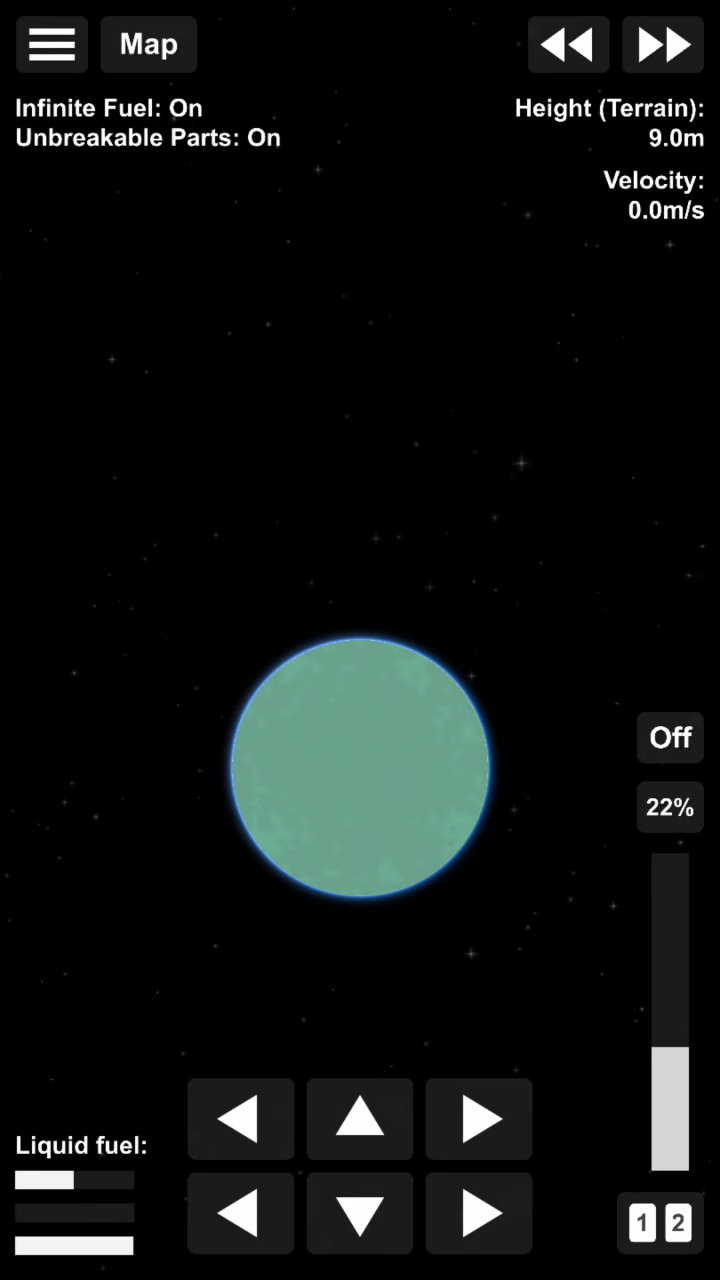 Map
Infinite Fuel: On
Unbreakable Parts: On
Height (Terrain):
9.0m
Velocity:
0.0m/s
Off
22%
Liquid fuel:
1 2